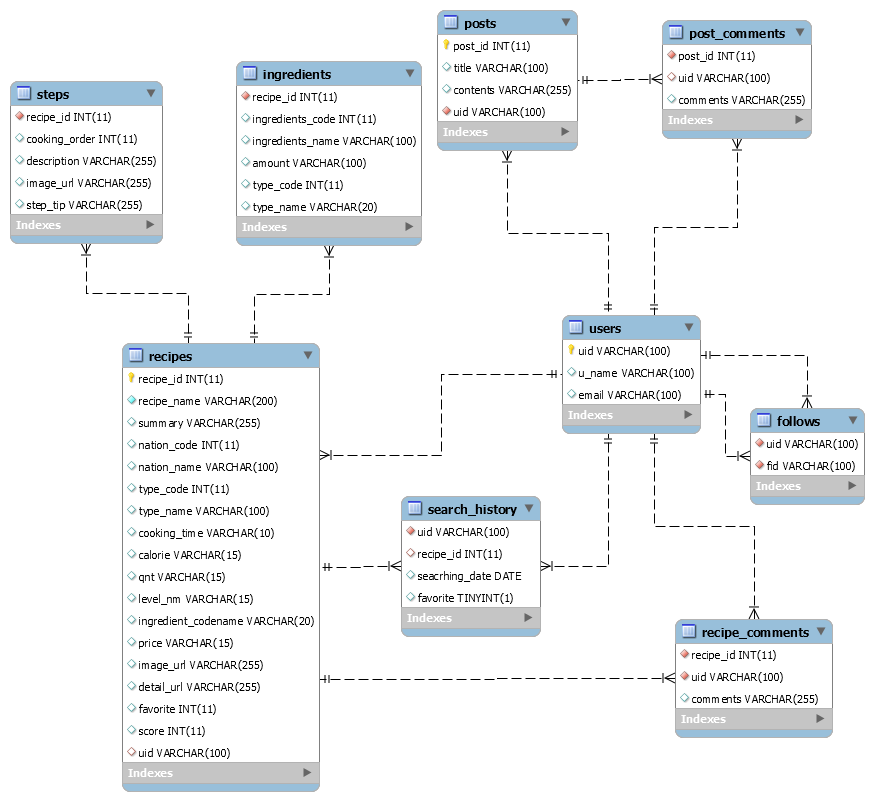 posts
post_id INT(11)
title VARCHAR(100)
contents VARCHAR(255)
uid VARCHAR(100)
Indexes
post_comments
post_id INT(11)
uid VARCHAR(100)
comments VARCHAR(255)
Indexes
steps
recipe_id INT(11)
cooking_order INT(11)
description VARCHAR(255)
image_url VARCHAR(255)
step_tip VARCHAR(255)
Indexes
ingredients
recipe_id INT(11)
ingredients_code INT(11)
ingredients_name VARCHAR(100)
amount VARCHAR(100)
type_code INT(11)
type_name VARCHAR(20)
Indexes
users
uid VARCHAR(100)
u_name VARCHAR(100)
email VARCHAR(100)
Indexes
recipes
recipe_id INT(11)
recipe_name VARCHAR(200)
summary VARCHAR(255)
nation_code INT(11)
nation_name VARCHAR(100)
type_code INT(11)
type_name VARCHAR(100)
cooking_time VARCHAR(10)
calorie VARCHAR(15)
qnt VARCHAR(15)
level_nm VARCHAR(15)
ingredient_codename VARCHAR(20)
price VARCHAR(15)
image_url VARCHAR(255)
detail_url VARCHAR(255)
favorite INT(11)
score INT(11)
uid VARCHAR(100)
Indexes
follows
uid VARCHAR(100)
fid VARCHAR(100)
Indexes
search_history
uid VARCHAR(100)
recipe_id INT(11)
seacrhing_date DATE
favorite TINYINT(1)
Indexes
recipe_comments
recipe_id INT(11)
uid VARCHAR(100)
comments VARCHAR(255)
Indexes